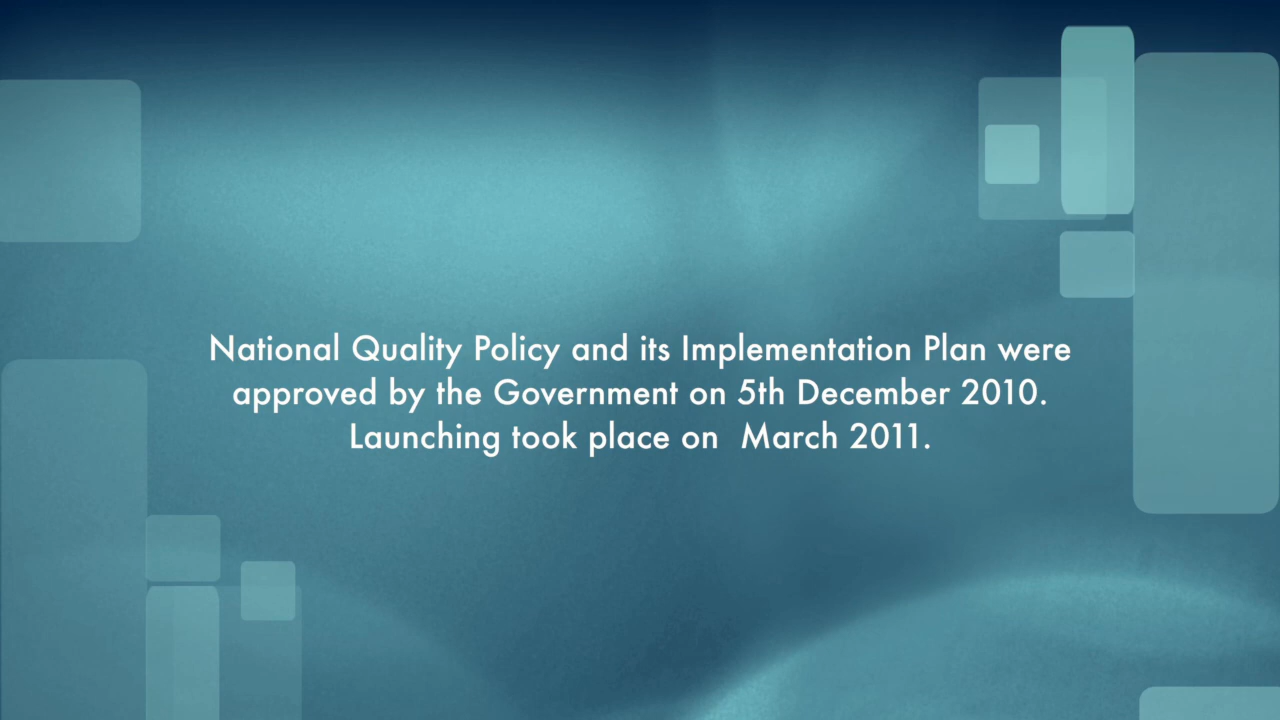 National Quality Policy and its Implementation Plan were
approved by the Government on 5th December 2010.
Launching took place on  March 2011.